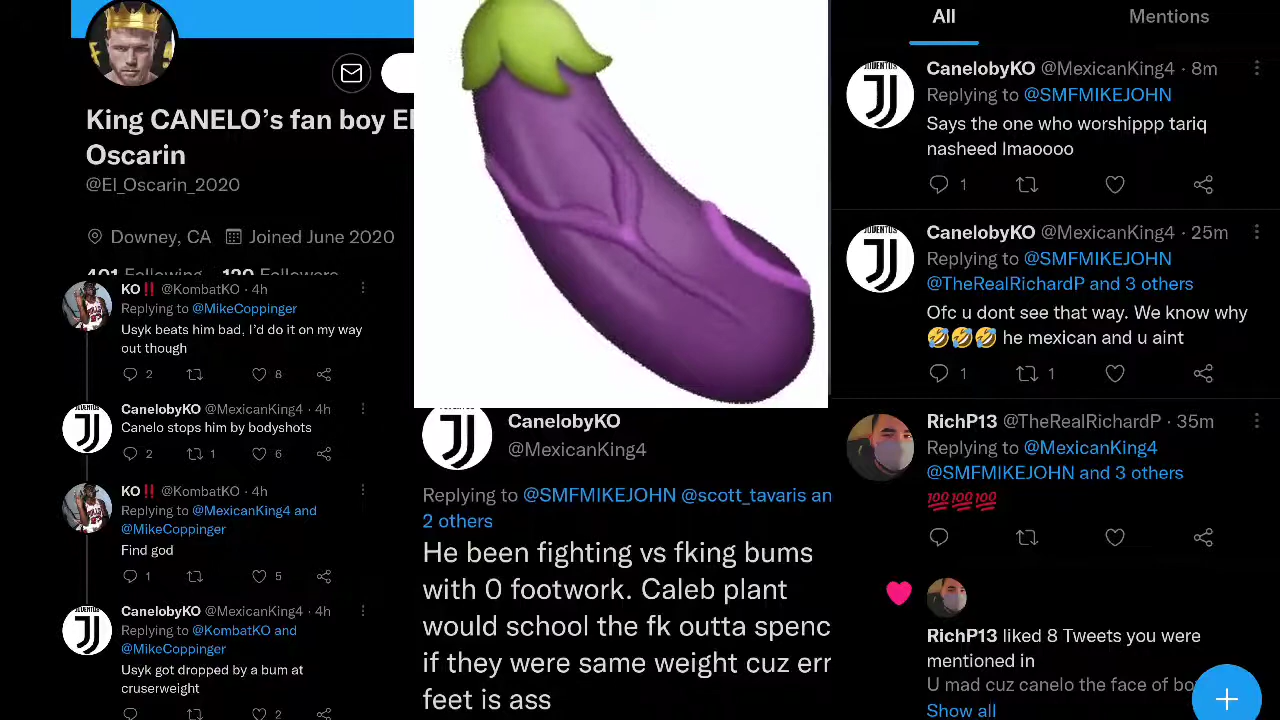 King CANELO's fan boy El
Oscarin
@El_Oscarin_2020
Downey, CA Joined June 2020
401 Following 120 Followers
KO‼️ @KombatKO · 4h
Replying to @MikeCoppinger
Usyk beats him bad, I'd do it on my way
out though
2 8
CanelobyKO @MexicanKing4 · 4h
Canelo stops him by bodyshots
2 1 6
KO‼️ @KombatKO · 4h
Replying to @MexicanKing4 and
@MikeCoppinger
Find god
1 5
CanelobyKO @MexicanKing4 · 4h
Replying to @KombatKO and
@MikeCoppinger
Usyk got dropped by a bum at
cruserweight
2
CanelobyKO
@MexicanKing4
Replying to @SMFMIKEJOHN @scott_tavaris an
2 others
He been fighting vs fking bums
with 0 footwork. Caleb plant
would school the fk outta spenc
if they were same weight cuz err
feet is ass
All Mentions
JUVENTUS
CanelobyKO @MexicanKing4 · 8m
Replying to @SMFMIKEJOHN
Says the one who worshippp tariq
nasheed lmaoooo
1
JUVENTUS
CanelobyKO @MexicanKing4 · 25m
Replying to @SMFMIKEJOHN
@TheRealRichardP and 3 others
Ofc u dont see that way. We know why
🤣🤣🤣 he mexican and u aint
1 1
RichP13 @TheRealRichardP · 35m
Replying to @MexicanKing4
@SMFMIKEJOHN and 3 others
💯💯💯
RichP13 liked 8 Tweets you were
mentioned in
U mad cuz canelo the face of bo
Show all